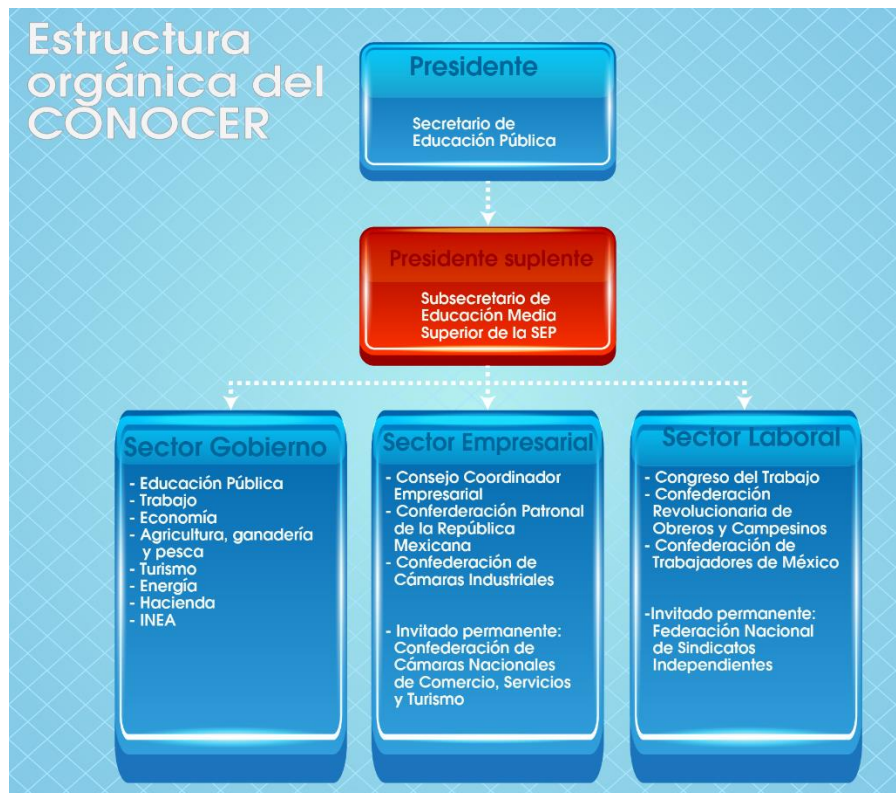 Estructura
orgánica del
CONOCER
Presidente
Secretario de
Educación Pública
Presidente suplente
Subsecretario de
Educación Media
Superior de la SEP
Sector Gobierno
- Educación Pública
- Trabajo
- Economía
- Agricultura, ganadería
y pesca
- Turismo
- Energía
- Hacienda
- INEA
Sector Empresarial
- Consejo Coordinador
Empresarial
- Conferderación Patronal
de la República
Mexicana
- Confederación de
Cámaras Industriales
- Invitado permanente:
Confederación de
Cámaras Nacionales
de Comercio, Servicios
y Turismo
Sector Laboral
- Congreso del Trabajo
- Confederación
Revolucionaria de
Obreros y Campesinos
- Confederación de
Trabajadores de México
-Invitado permanente:
Federación Nacional
de Sindicatos
Independientes